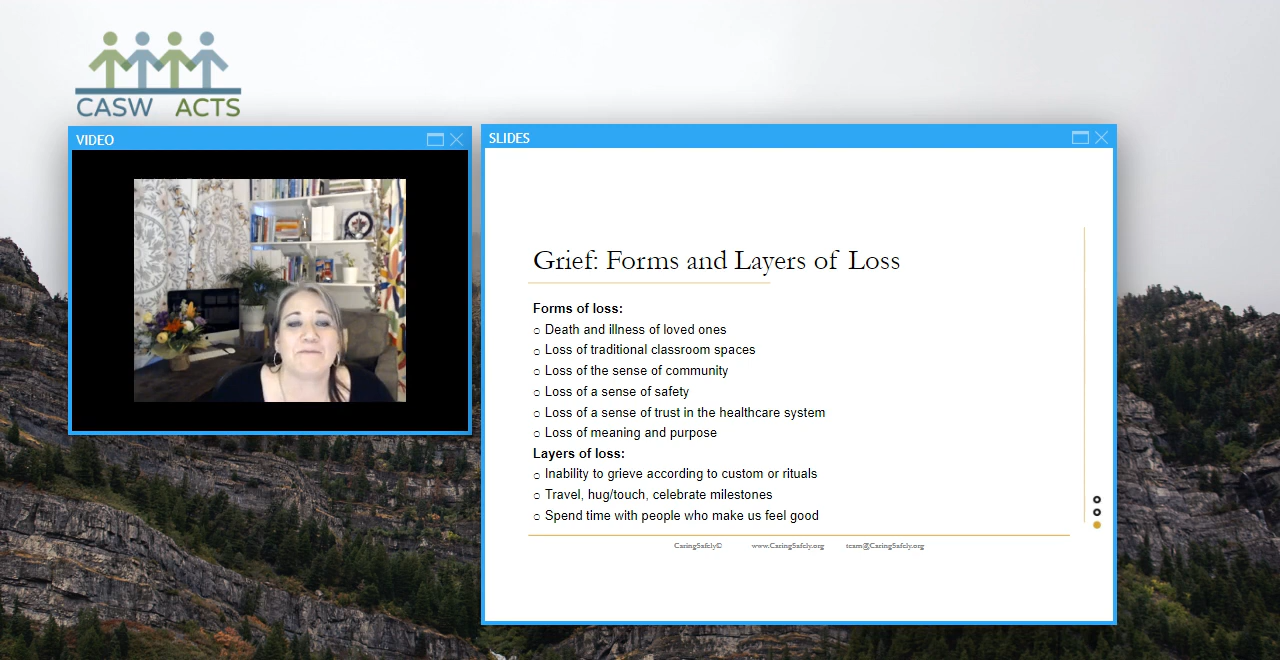 CASW ACTS
VIDEO
SLIDES
Grief: Forms and Layers of Loss
Forms of loss:
○ Death and illness of loved ones
○ Loss of traditional classroom spaces
○ Loss of the sense of community
○ Loss of a sense of safety
○ Loss of a sense of trust in the healthcare system
○ Loss of meaning and purpose
Layers of loss:
○ Inability to grieve according to custom or rituals
○ Travel, hug/touch, celebrate milestones
○ Spend time with people who make us feel good
CaringSafely© www.CaringSafely.org team@CaringSafely.org